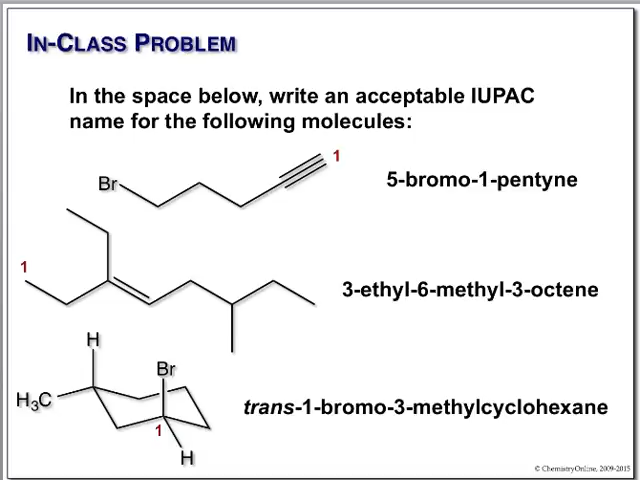 IN-CLASS PROBLEM
In the space below, write an acceptable IUPAC
name for the following molecules:
1
Br
5-bromo-1-pentyne
1
3-ethyl-6-methyl-3-octene
H
Br
H₃C
trans-1-bromo-3-methylcyclohexane
1
H
© ChemistryOnline, 2009-2015